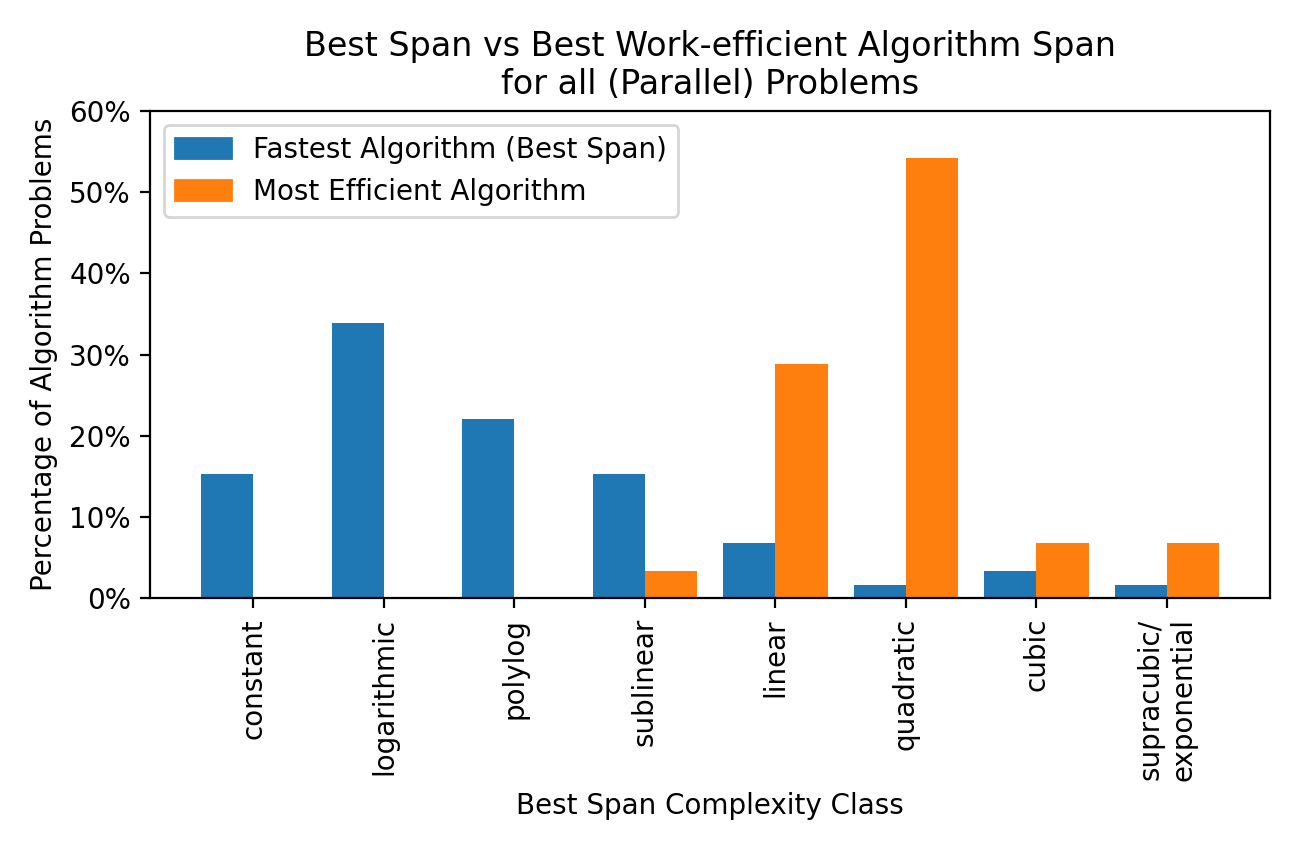 Best Span vs Best Work-efficient Algorithm Span
for all (Parallel) Problems
Fastest Algorithm (Best Span)
Most Efficient Algorithm
Percentage of Algorithm Problems
60%
50%
40%
30%
20%
10%
0%
constant
logarithmic
polylog
sublinear
linear
quadratic
cubic
supracubic/
exponential
Best Span Complexity Class